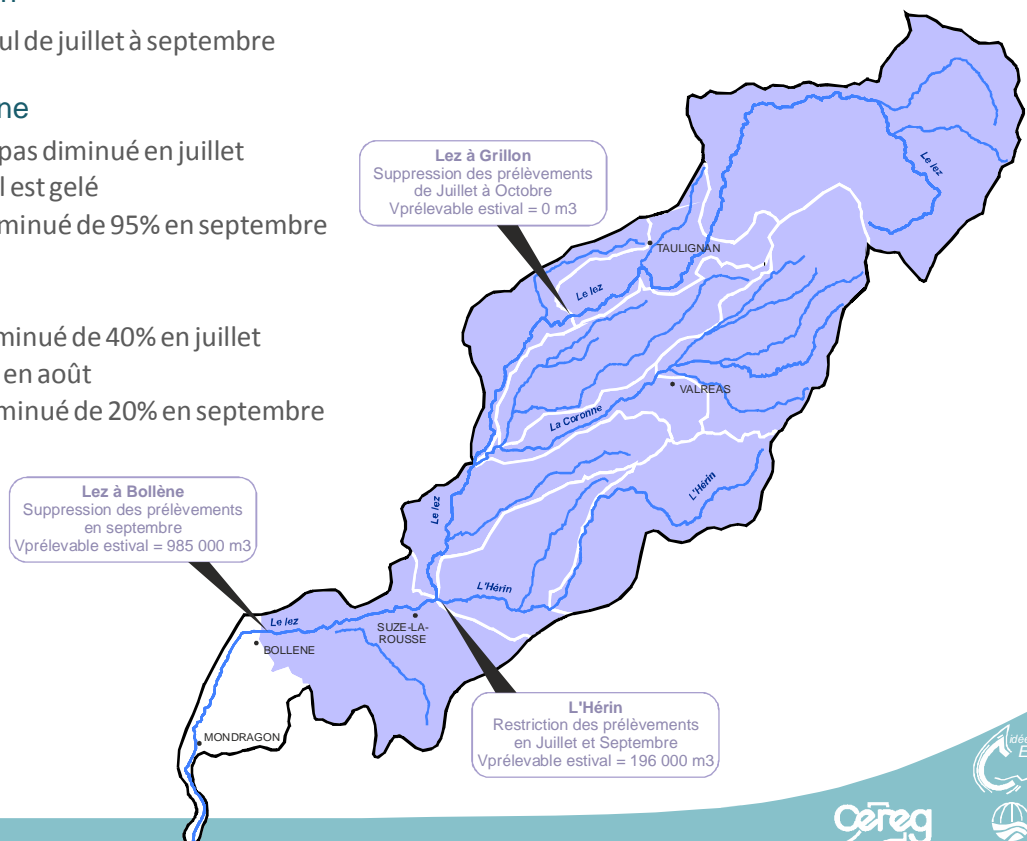 ul de juillet à septembre
ne
pas diminué en juillet
l est gelé
minué de 95% en septembre
minué de 40% en juillet
en août
minué de 20% en septembre
Lez à Grillon
Suppression des prélèvements
de Juillet à Octobre
Vprélevable estival = 0 m3
Le lez
TAULIGNAN
Le lez
VALREAS
La Coronne
L'Hérin
Le lez
Lez à Bollène
Suppression des prélèvements
en septembre
Vprélevable estival = 985 000 m3
L'Hérin
Le lez
SUZE-LA-
ROUSSE
BOLLENE
L'Hérin
Restriction des prélèvements
en Juillet et Septembre
Vprélevable estival = 196 000 m3
MONDRAGON
idée
Cereg